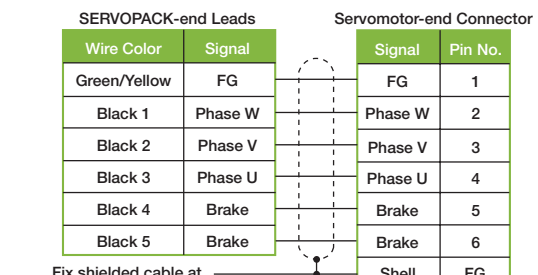 SERVOPACK-end Leads Servomotor-end Connector
Wire Color Signal Signal Pin No.
Green/Yellow FG FG 1
Black 1 Phase W Phase W 2
Black 2 Phase V Phase V 3
Black 3 Phase U Phase U 4
Black 4 Brake Brake 5
Black 5 Brake Brake 6
Fix shielded cable at Shell FG